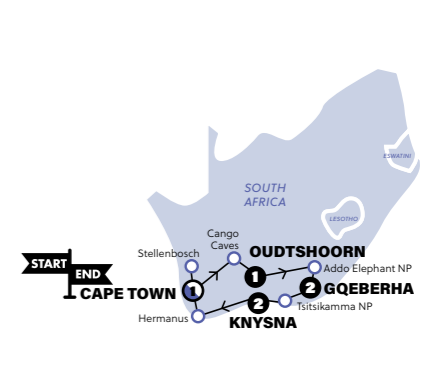 ESWATINI
SOUTH
AFRICA
LESOTHO
Cango
Caves
Stellenbosch
OUDTSHOORN
START
END
1
Addo Elephant NP
CAPE TOWN
1
2
GQEBERHA
2
Tsitsikamma NP
Hermanus
KNYSNA